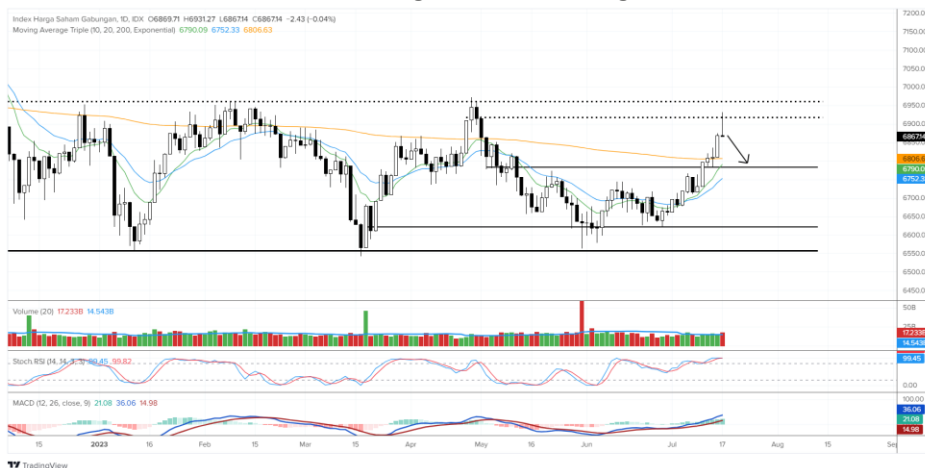 Index Harga Saham Gabungan, 1D, IDX O6869.71 H6931.27 L6867.14 C6867.14 -2.43 (-0.04%)
Moving Average Triple (10, 20, 200, Exponential) 6790.09 6752.33 6806.63
7200.0
7150.00
7100.00
7050.00
7000.00
6950.00
6900.00
6867.14
6806.6
6790.0
6752.3
6700.00
6650.00
6600.00
6550.00
6500.00
6450.00
Volume (20) 17.233B 14.543B
50B
17.233B
14.543B
Stoch RSI (14, 14, 3, 3) 99.45 99.82
99.45
0.00
MACD (12, 26, close, 9) 21.08 36.06 14.98
100.00
36.06
21.08
14.98
15 2023 16 Feb 15 Mar 15 Apr 18 May 16 Jun 15 Jul 17 Aug 15 Sep
TradingView